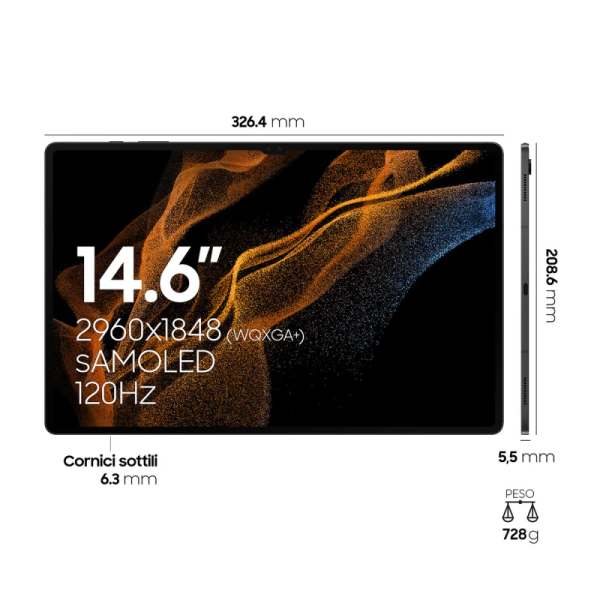 326.4 mm
14.6”
2960x1848 (WQXGA+)
sAMOLED
120Hz
208.6 mm
Cornici sottili
6.3 mm
5,5 mm
PESO
728g